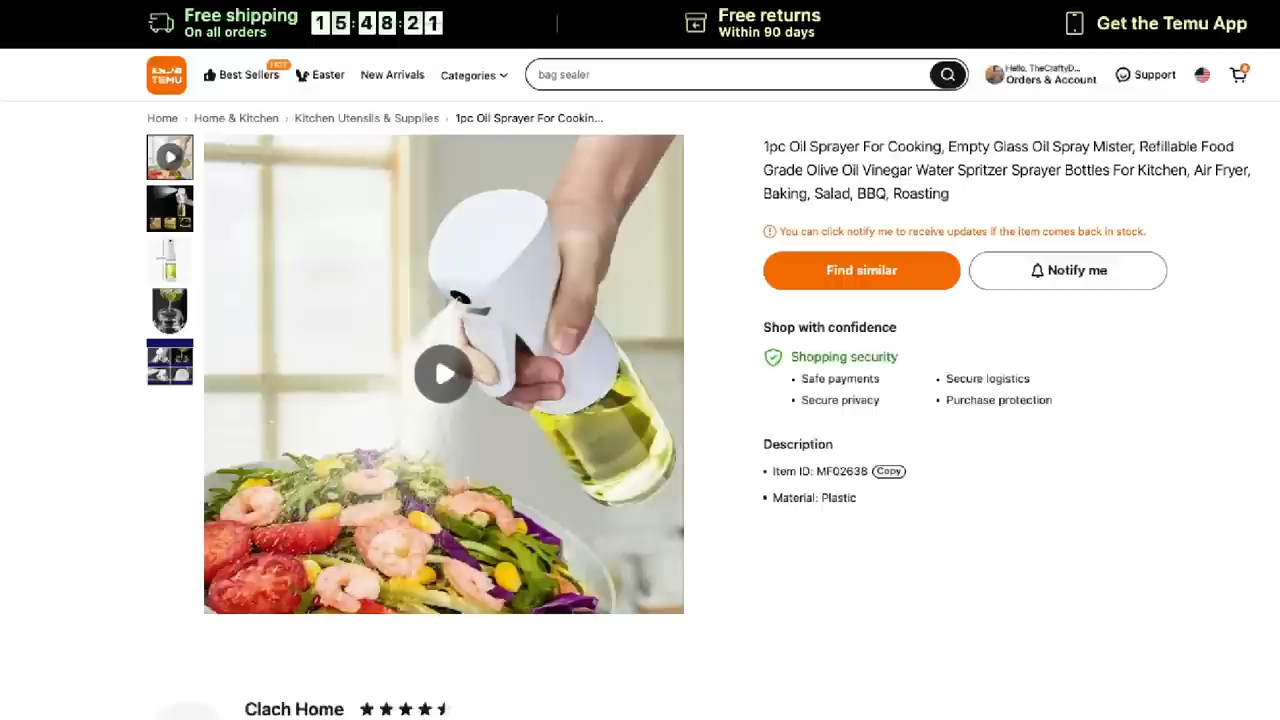 Free shipping
On all orders
15:48:21
Free returns
Within 90 days
Get the Temu App
TEMU
Best Sellers
HOT
Easter
New Arrivals
Categories
bag sealer
Hello, TheCraftyD...
Orders & Account
Support
4
Home › Home & Kitchen › Kitchen Utensils & Supplies › 1pc Oil Sprayer For Cookin...
1pc Oil Sprayer For Cooking, Empty Glass Oil Spray Mister, Refillable Food
Grade Olive Oil Vinegar Water Spritzer Sprayer Bottles For Kitchen, Air Fryer,
Baking, Salad, BBQ, Roasting
You can click notify me to receive updates if the item comes back in stock.
Find similar
Notify me
Shop with confidence
Shopping security
• Safe payments
• Secure logistics
• Secure privacy
• Purchase protection
Description
• Item ID: MF02638 Copy
• Material: Plastic
Clach Home